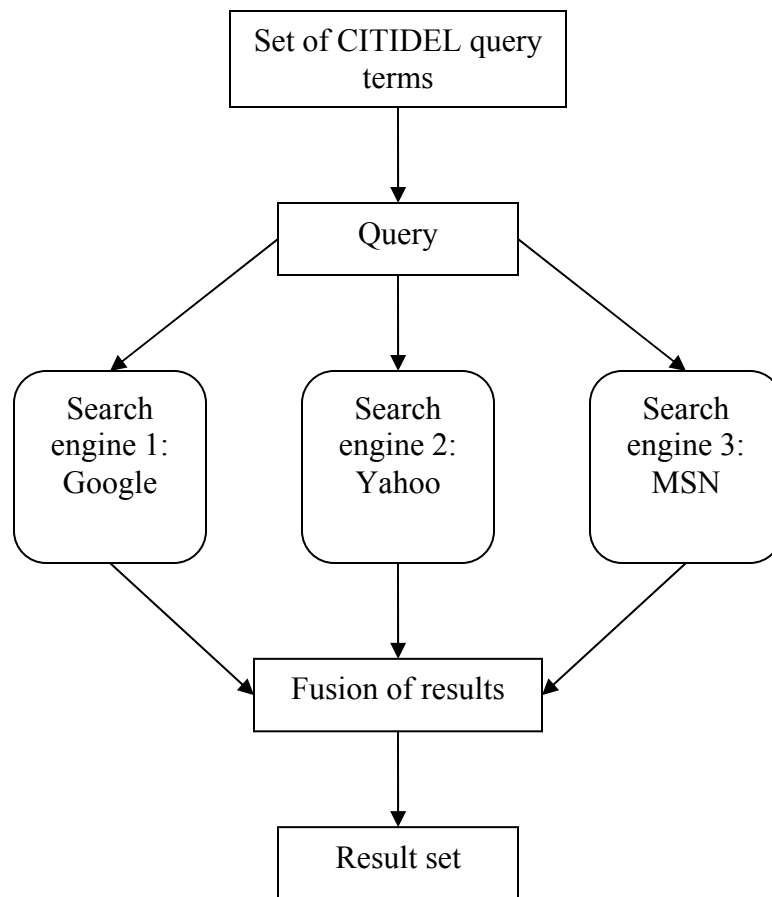 Set of CITIDEL query
terms
Query
Search
engine 1:
Google
Search
engine 2:
Yahoo
Search
engine 3:
MSN
Fusion of results
Result set